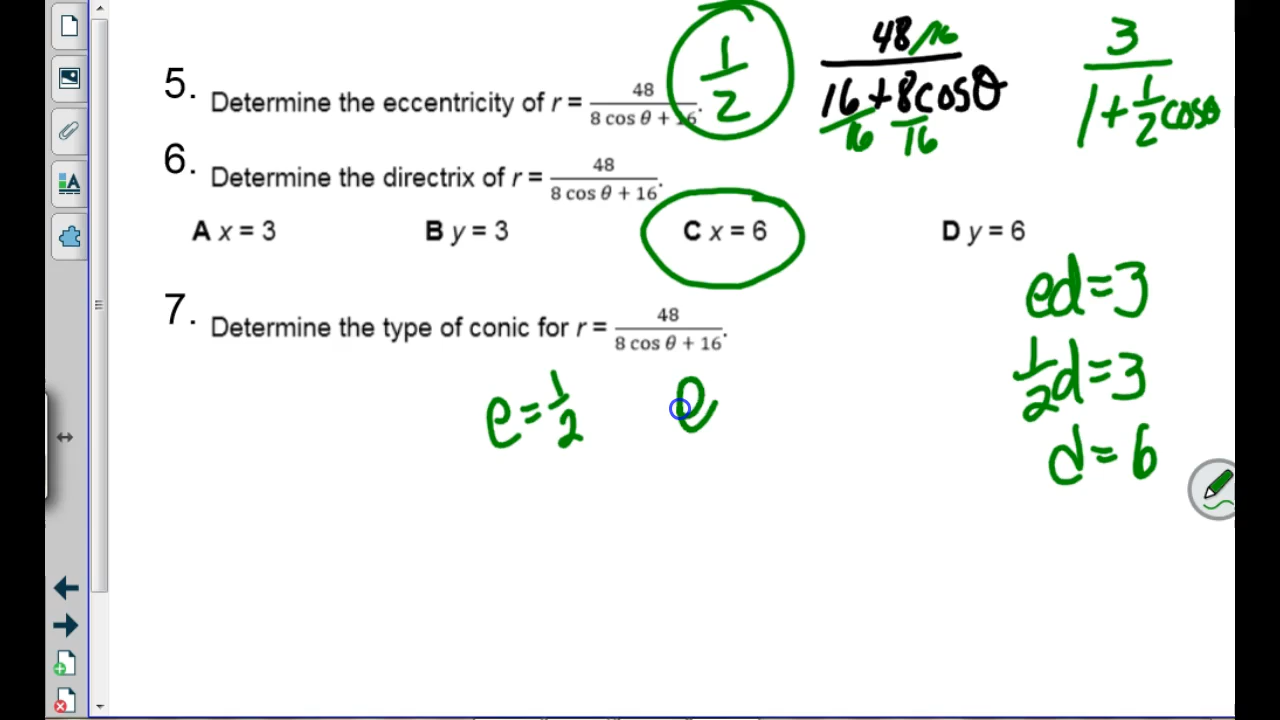 5. Determine the eccentricity of r = 48 / 8 cos θ + 16.
1/2
48/16 / 16/16 + 8/16 cosθ
3 / 1 + 1/2 cosθ
6. Determine the directrix of r = 48 / 8 cos θ + 16.
A x = 3 B y = 3 C x = 6 D y = 6
ed = 3
1/2 d = 3
d = 6
7. Determine the type of conic for r = 48 / 8 cos θ + 16.
e = 1/2 e